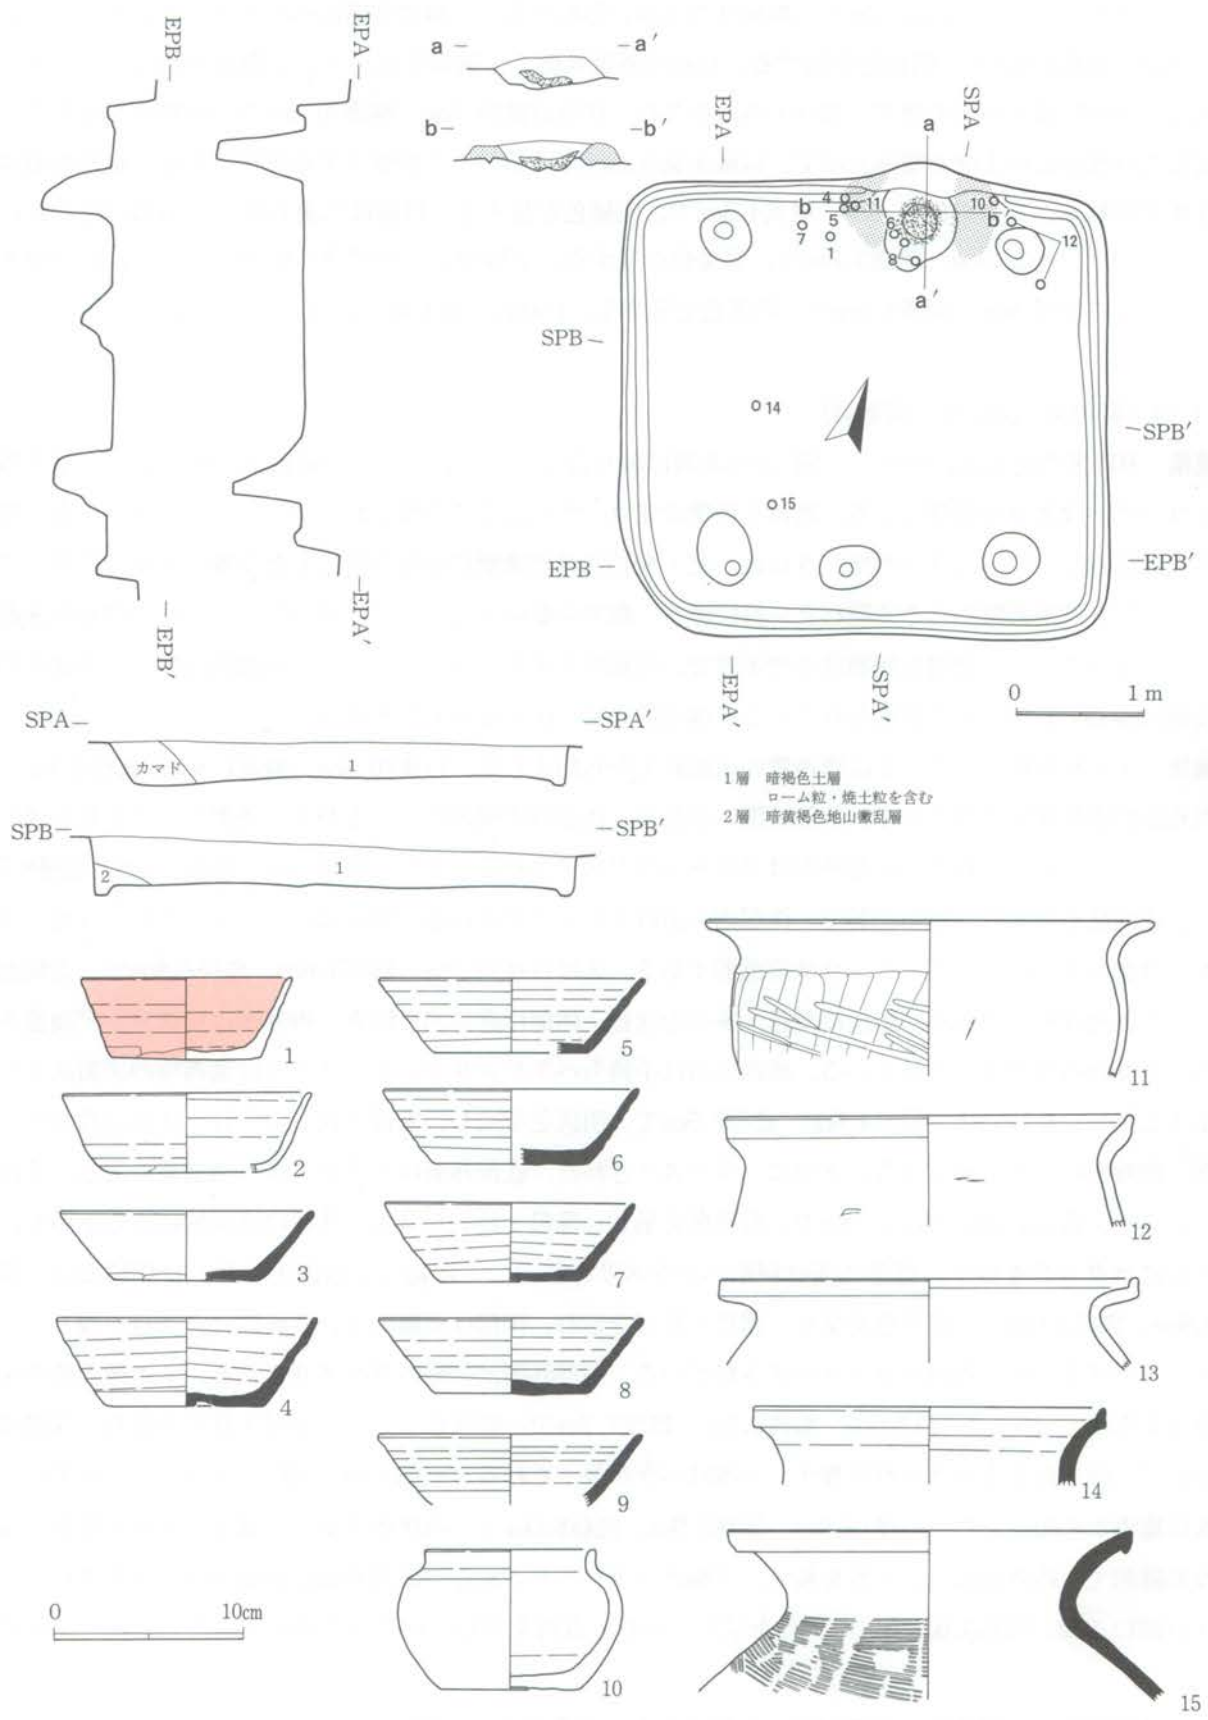 EPB
EPA
a
a′
b
b′
EPB′
EPA′
EPA
SPA
a
b
4
11
5
7
1
6
8
10
b′
12
a′
SPB
14
SPB′
15
EPB
EPB′
EPA′
SPA′
0 1 m
SPA
SPA′
カマド
1
SPB
SPB′
2
1
1層 暗褐色土層
ローム粒・焼土粒を含む
2層 暗黄褐色地山攪乱層
1
2
3
4
5
6
7
8
9
10
11
12
13
14
15
0 10cm